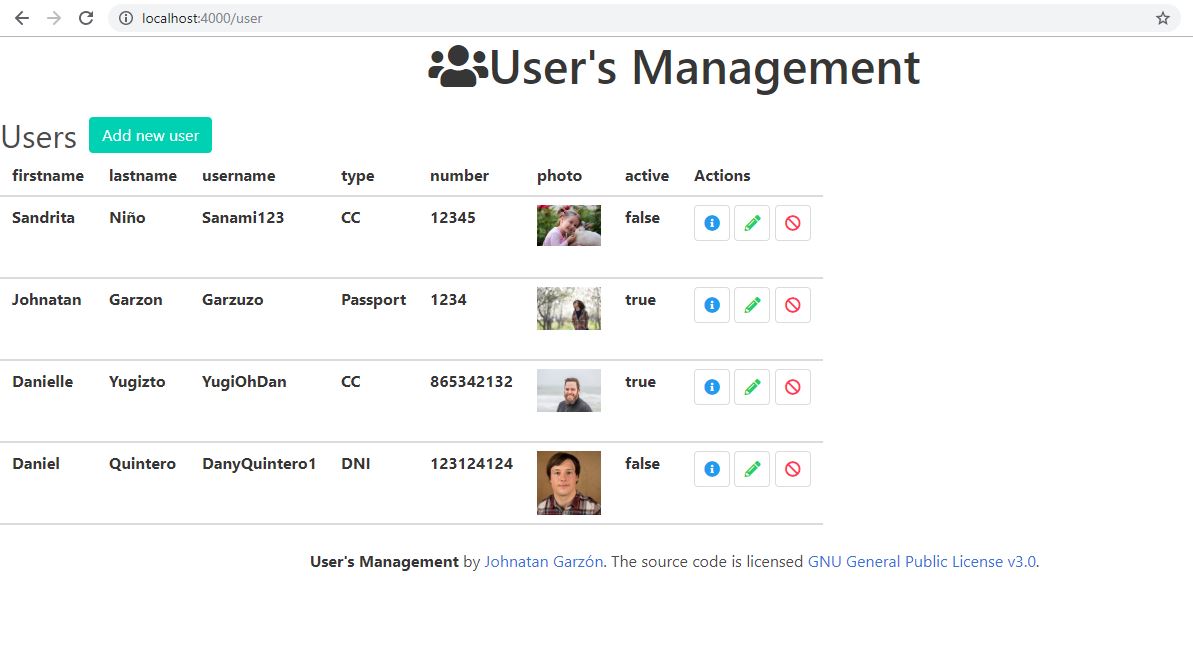 localhost:4000/user
User's Management
Users Add new user
firstname lastname username type number photo active Actions
Sandrita Niño Sanami123 CC 12345 false
Johnatan Garzon Garzuzo Passport 1234 true
Danielle Yugizto YugiOhDan CC 865342132 true
Daniel Quintero DanyQuintero1 DNI 123124124 false
User's Management by Johnatan Garzón. The source code is licensed GNU General Public License v3.0.